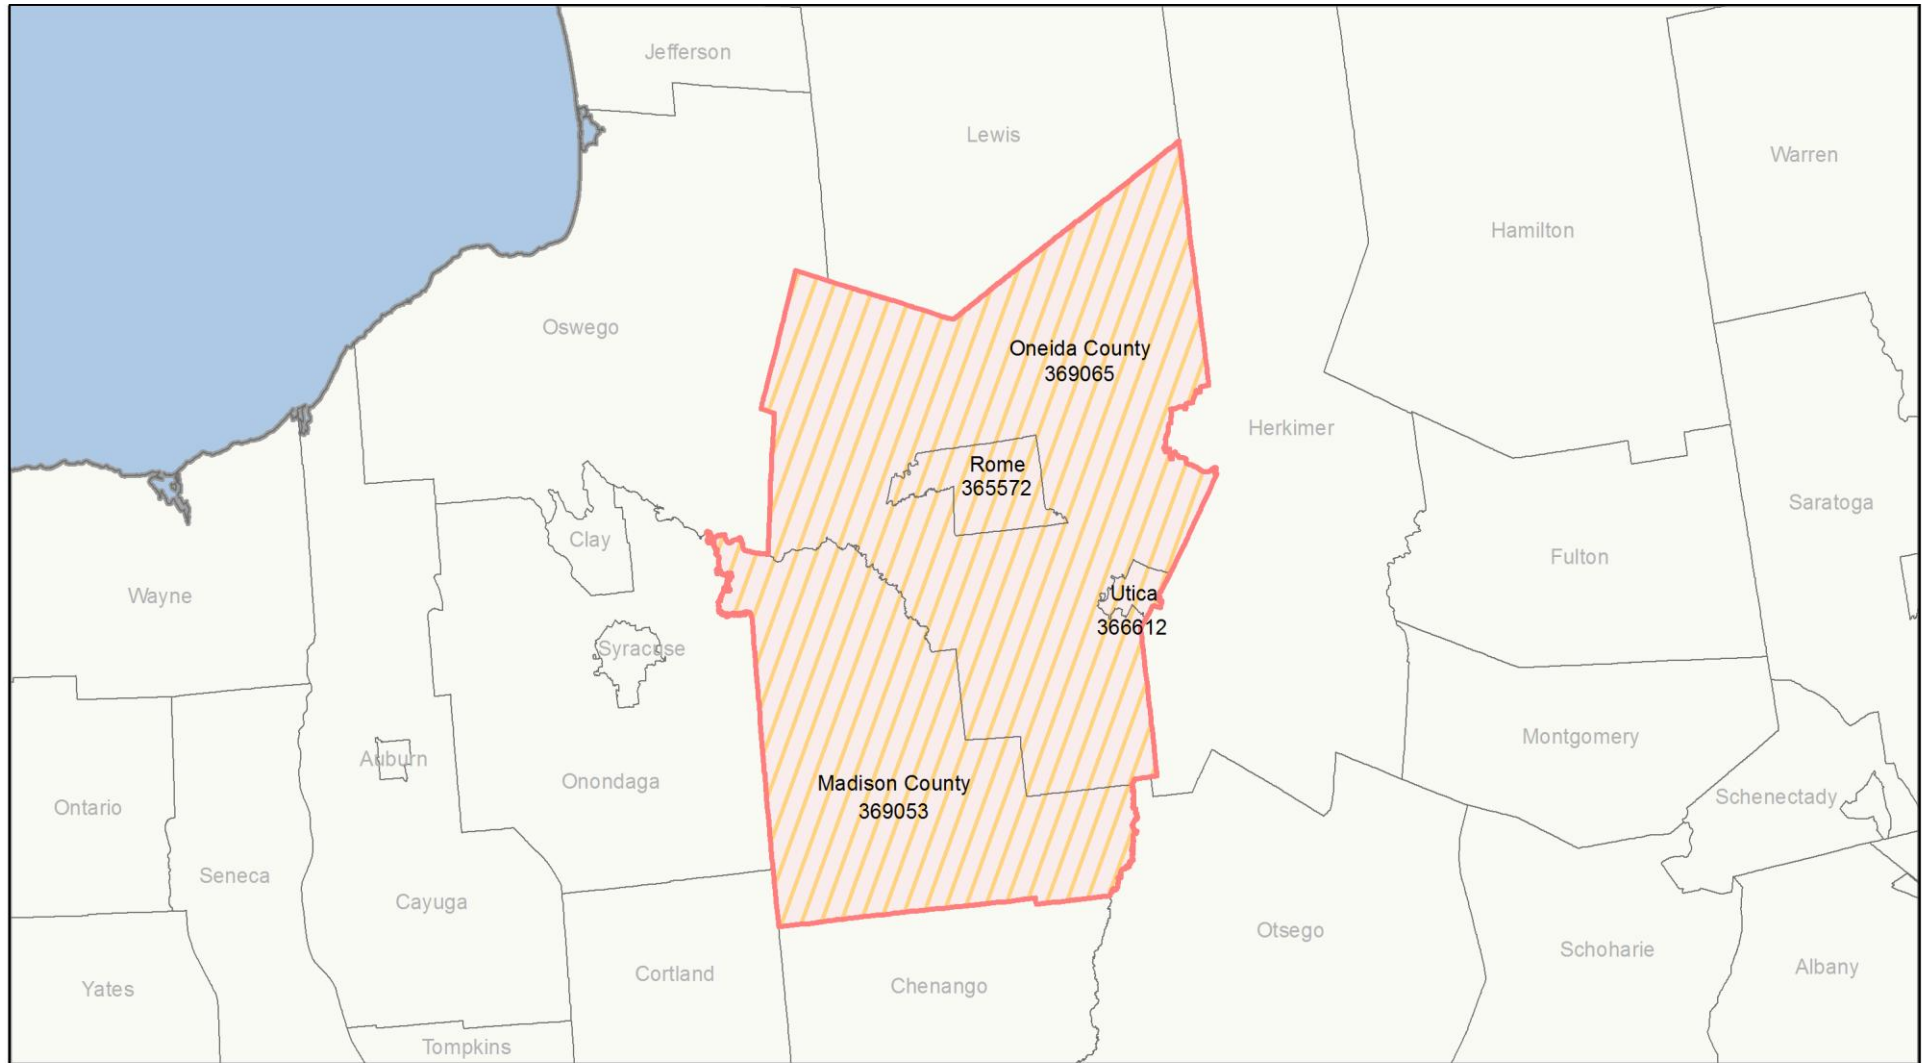 Jefferson
Lewis
Warren
Hamilton
Oswego
Oneida County
369065
Herkimer
Rome
365572
Saratoga
Clay
Fulton
Wayne
Utica
366612
Syracuse
Montgomery
Auburn
Onondaga
Madison County
369053
Schenectady
Ontario
Seneca
Cayuga
Otsego
Schoharie
Albany
Cortland
Chenango
Yates
Tompkins